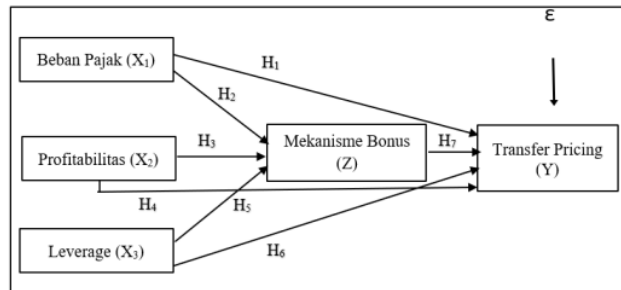 ε
Beban Pajak (X₁)
H₁
H₂
Profitabilitas (X₂)
H₃
Mekanisme Bonus
(Z)
H₇
Transfer Pricing
(Y)
H₄
H₅
Leverage (X₃)
H₆